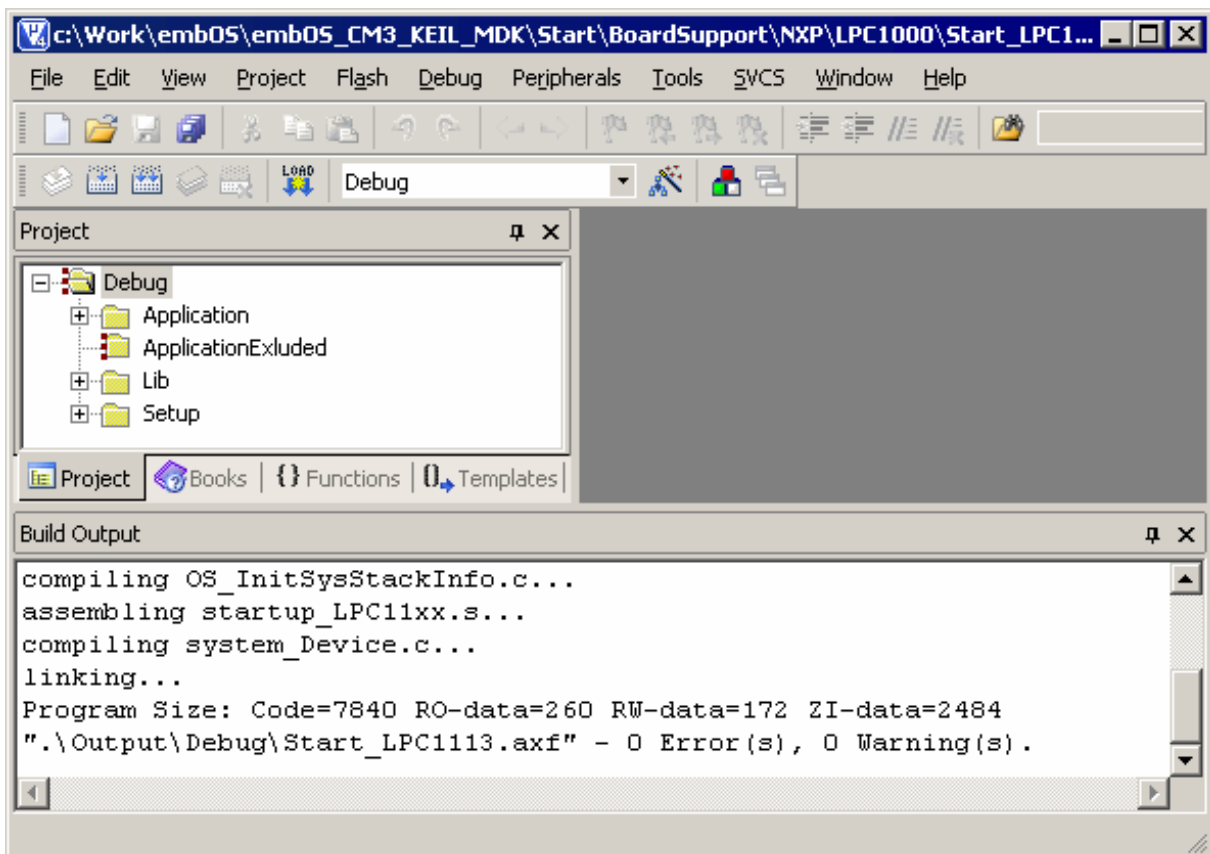 c:\Work\embOS\embOS_CM3_KEIL_MDK\Start\BoardSupport\NXP\LPC1000\Start_LPC1...
File Edit View Project Flash Debug Peripherals Tools SVCS Window Help
LOAD Debug
Project
Debug
Application
ApplicationExluded
Lib
Setup
Project Books {} Functions 0 Templates
Build Output
compiling OS_InitSysStackInfo.c...
assembling startup_LPC11xx.s...
compiling system_Device.c...
linking...
Program Size: Code=7840 RO-data=260 RW-data=172 ZI-data=2484
".\Output\Debug\Start_LPC1113.axf" - 0 Error(s), 0 Warning(s).